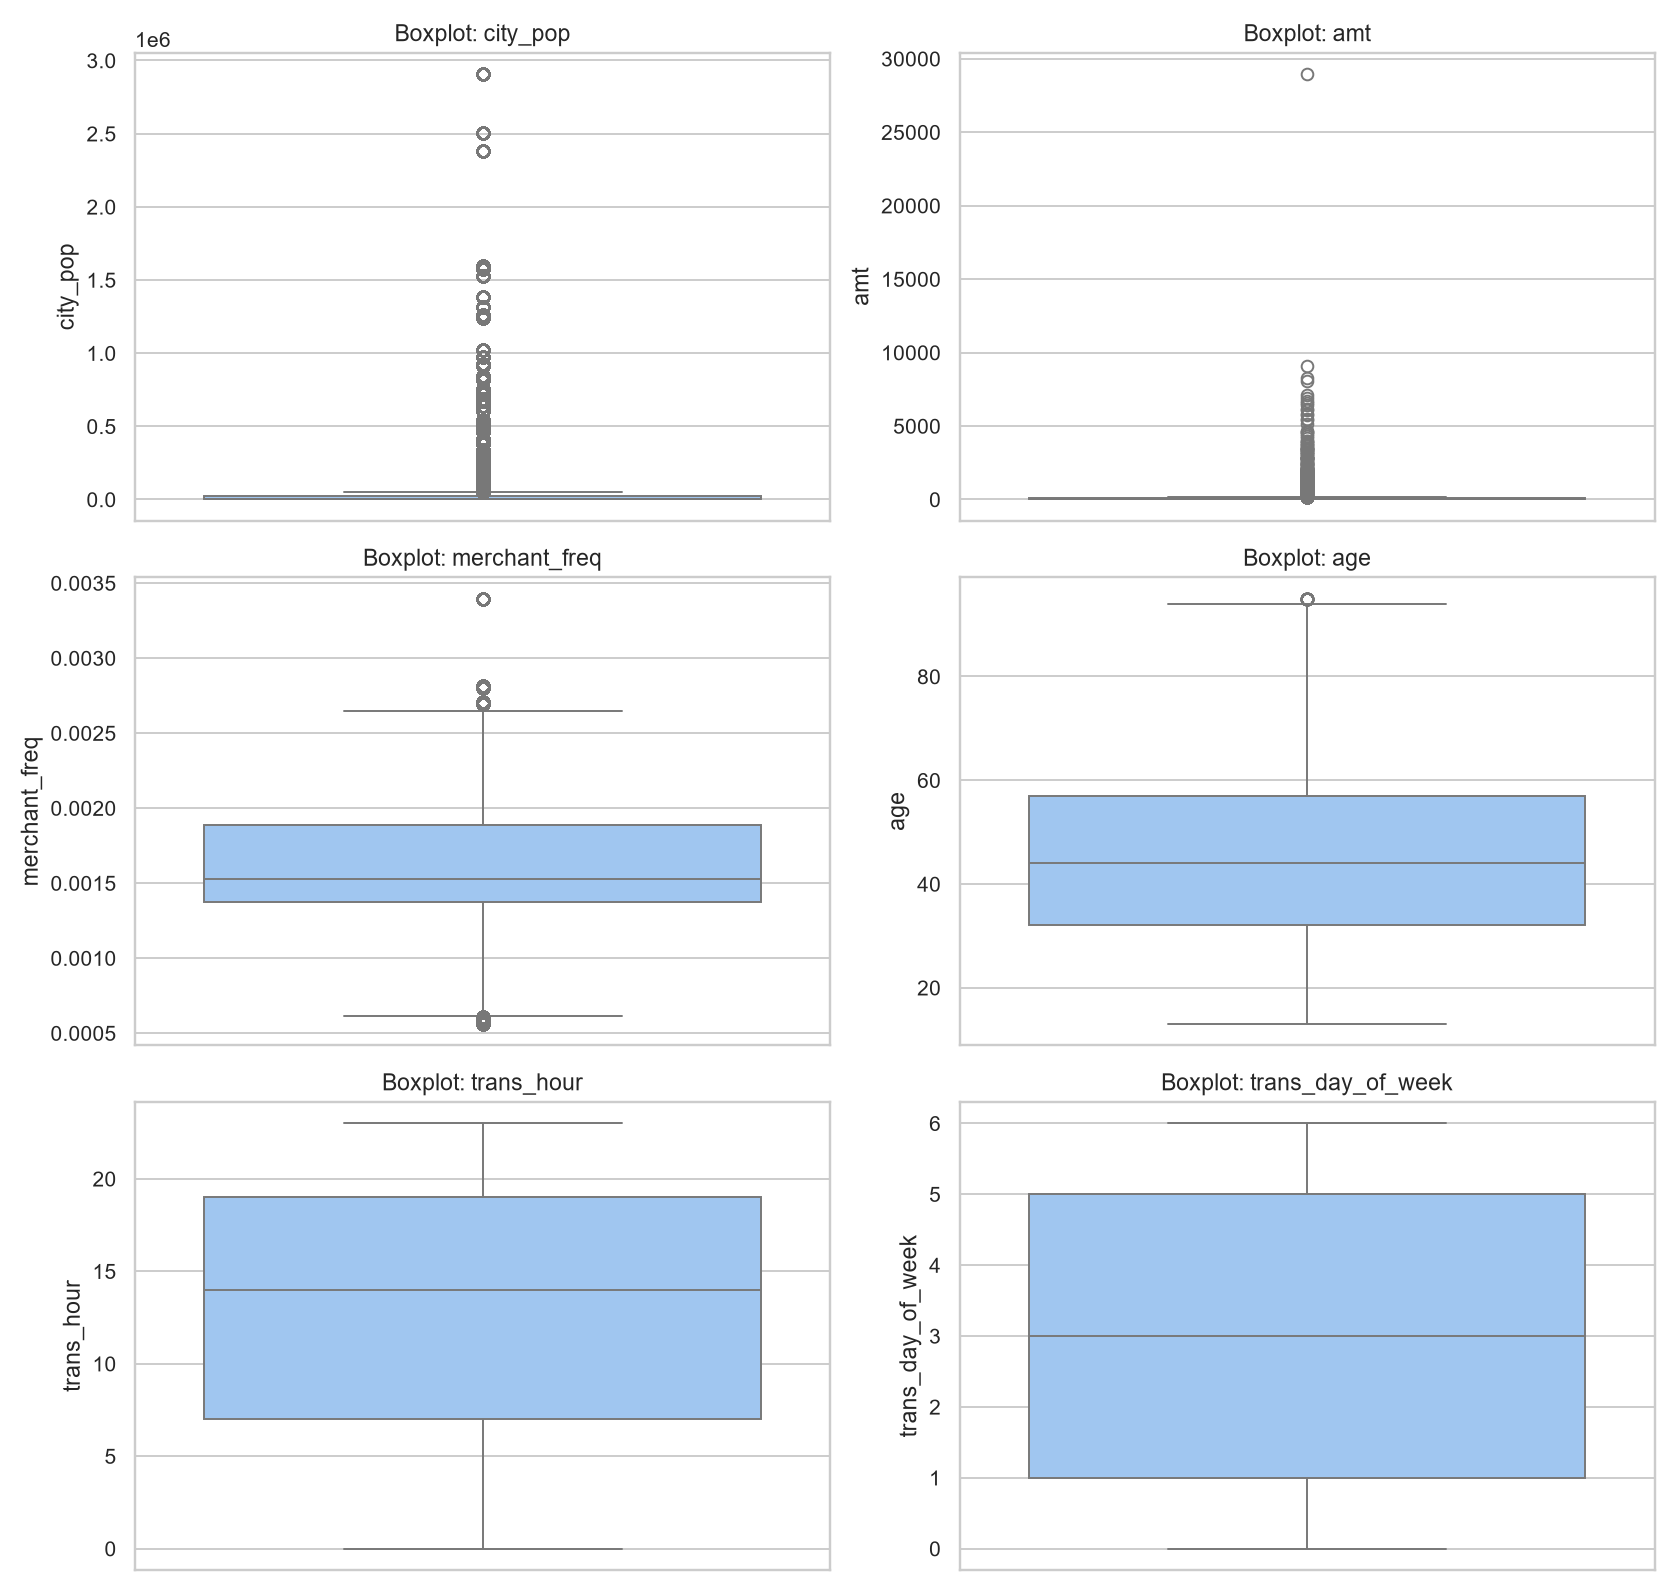 Boxplot: city_pop
1e6
3.0
2.5
2.0
1.5
1.0
0.5
0.0
city_pop
Boxplot: amt
30000
25000
20000
15000
10000
5000
0
amt
Boxplot: merchant_freq
0.0035
0.0030
0.0025
0.0020
0.0015
0.0010
0.0005
merchant_freq
Boxplot: age
80
60
40
20
age
Boxplot: trans_hour
20
15
10
5
0
trans_hour
Boxplot: trans_day_of_week
6
5
4
3
2
1
0
trans_day_of_week